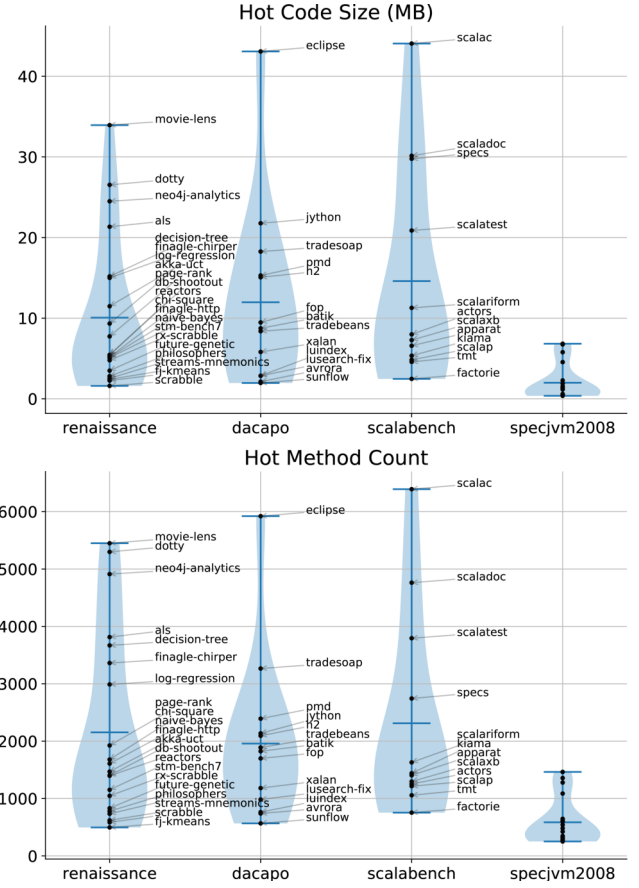 Hot Code Size (MB)
40
30
20
10
0
movie-lens
dotty
neo4j-analytics
als
decision-tree
finagle-chirper
log-regression
akka-uct
page-rank
db-shootout
reactors
chi-square
finagle-http
naive-bayes
stm-bench7
rx-scrabble
future-genetic
philosophers
streams-mnemonics
fj-kmeans
scrabble
eclipse
jython
tradesoap
pmd
h2
fop
batik
tradebeans
xalan
luindex
lusearch-fix
avrora
sunflow
scalac
scaladoc
specs
scalatest
scalariform
actors
scalaxb
apparat
kiama
scalap
tmt
factorie
renaissance dacapo scalabench specjvm2008
Hot Method Count
6000
5000
4000
3000
2000
1000
0
movie-lens
dotty
neo4j-analytics
als
decision-tree
finagle-chirper
log-regression
page-rank
chi-square
naive-bayes
finagle-http
akka-uct
db-shootout
reactors
stm-bench7
rx-scrabble
future-genetic
philosophers
streams-mnemonics
scrabble
fj-kmeans
eclipse
tradesoap
pmd
jython
h2
tradebeans
batik
fop
xalan
lusearch-fix
luindex
avrora
sunflow
scalac
scaladoc
scalatest
specs
scalariform
kiama
apparat
scalaxb
actors
scalap
tmt
factorie
renaissance dacapo scalabench specjvm2008